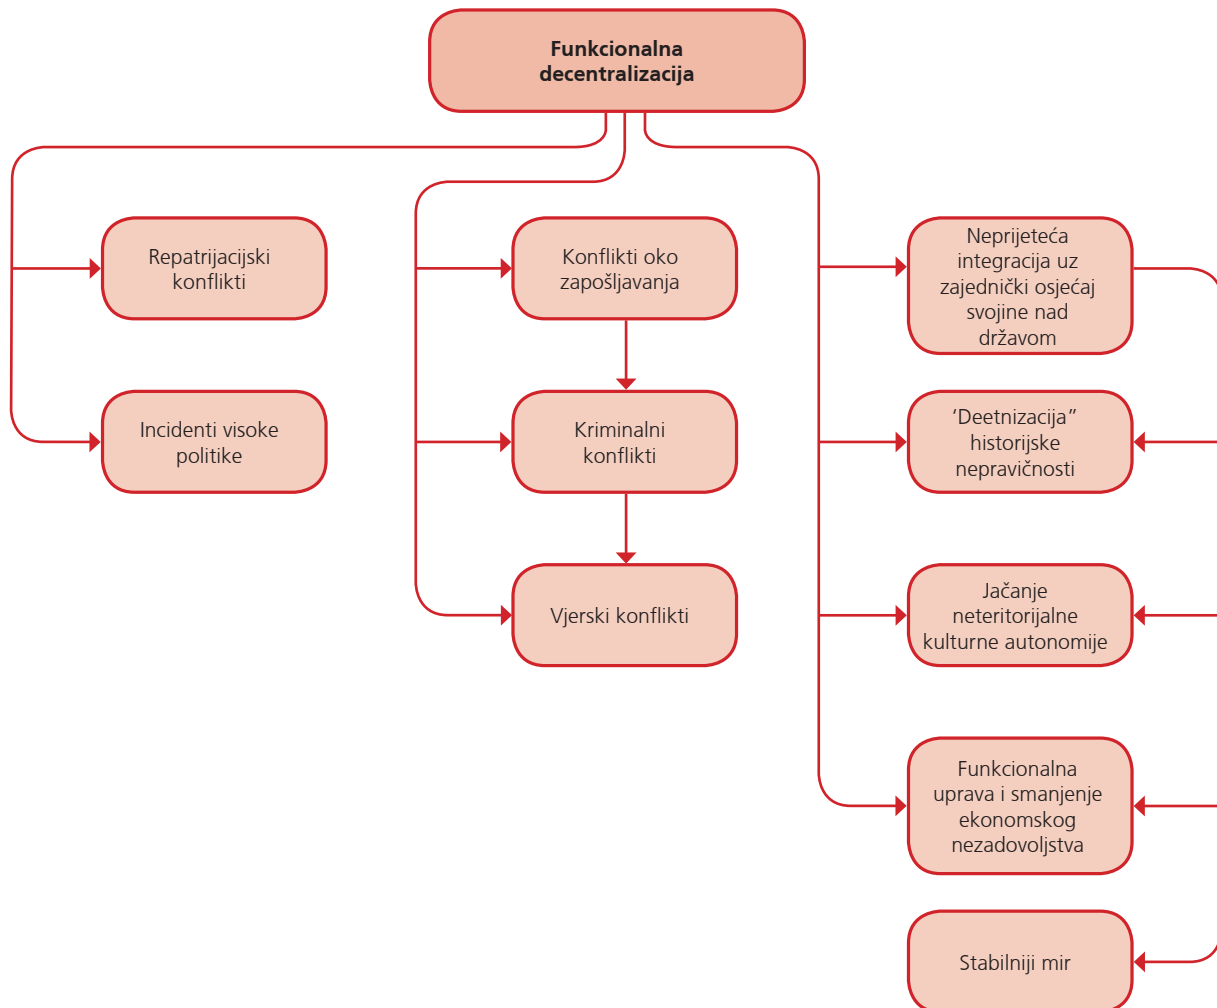 Funkcionalna
decentralizacija
Repatrijacijski
konflikti
Incidenti visoke
politike
Konflikti oko
zapošljavanja
Kriminalni
konflikti
Vjerski konflikti
Neprijeteća
integracija uz
zajednički osjećaj
svojine nad
državom
‘Deetnizacija”
historijske
nepravičnosti
Jačanje
neteritorijalne
kulturne autonomije
Funkcionalna
uprava i smanjenje
ekonomskog
nezadovoljstva
Stabilniji mir